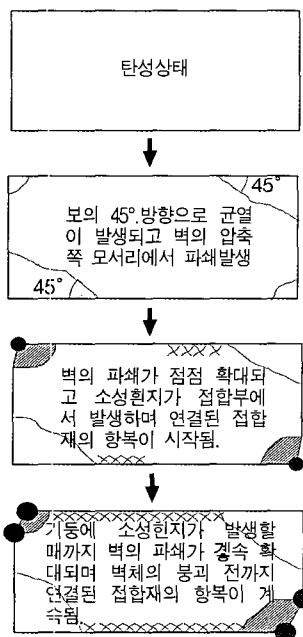 탄성상태
45°
보의 45°.방향으로 균열
이 발생되고 벽의 압축
쪽 모서리에서 파쇄발생
45°
벽의 파쇄가 점점 확대되
고 소성흰지가 접합부에
서 발생하며 연결된 접합
재의 항복이 시작됨.
기둥에 소성힌지가 발생할
때까지 벽의 파쇄가 계속 확
대되며 벽체의 붕괴 전까지
연결된 접합재의 항복이 계
속됨.